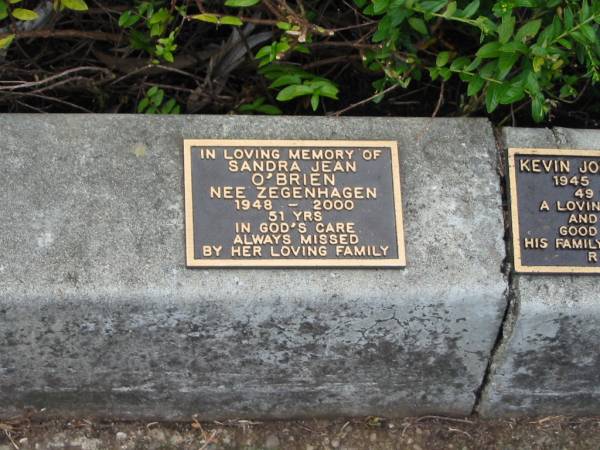 IN LOVING MEMORY OF
SANDRA JEAN
O'BRIEN
NEE ZEGENHAGEN
1948 - 2000
51 YRS
IN GOD'S CARE
ALWAYS MISSED
BY HER LOVING FAMILY
KEVIN
1945
49
A LOVIN
AND
GOOD
HIS FAMILY
R